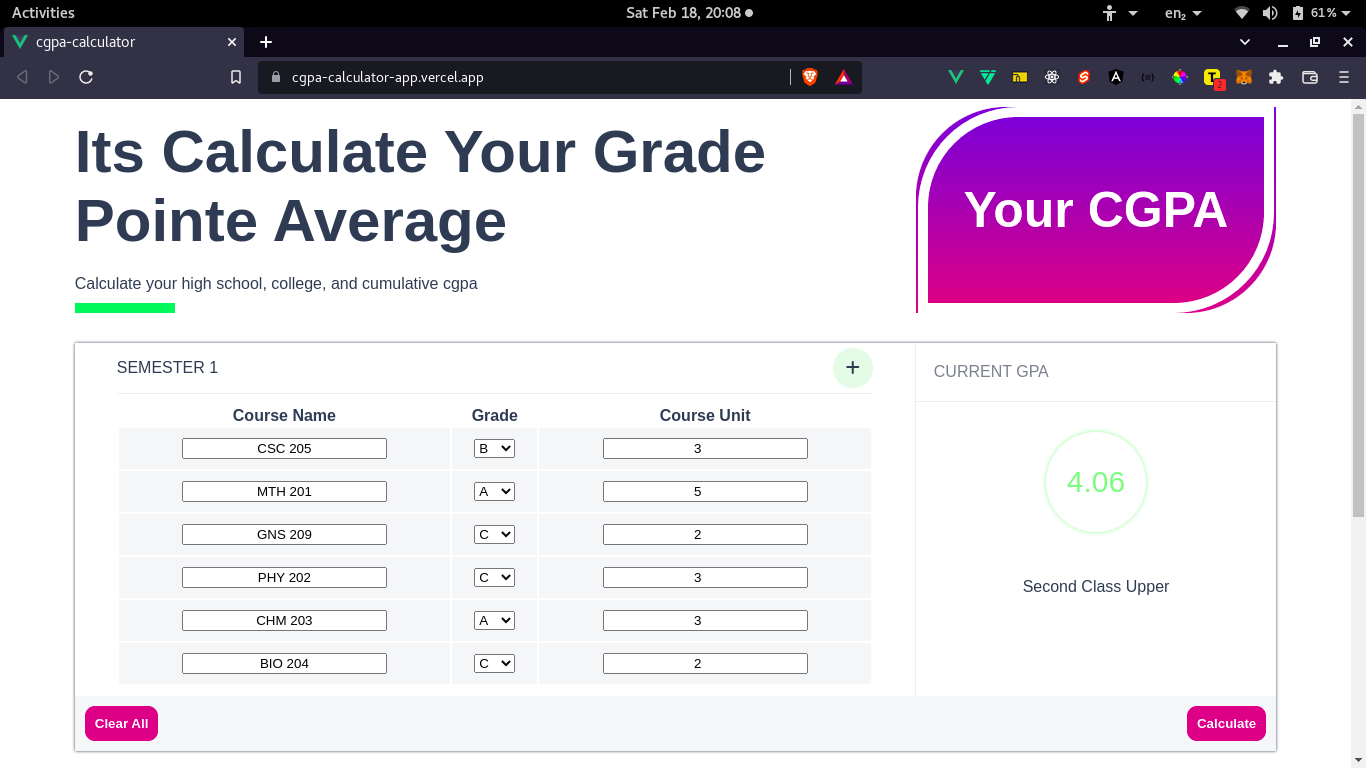 Activities
Sat Feb 18, 20:08
en₂
61%
cgpa-calculator
cgpa-calculator-app.vercel.app
2
Its Calculate Your Grade
Pointe Average
Calculate your high school, college, and cumulative cgpa
Your CGPA
SEMESTER 1
+
CURRENT GPA
Course Name Grade Course Unit
CSC 205 B 3
MTH 201 A 5
GNS 209 C 2
PHY 202 C 3
CHM 203 A 3
BIO 204 C 2
4.06
Second Class Upper
Clear All
Calculate